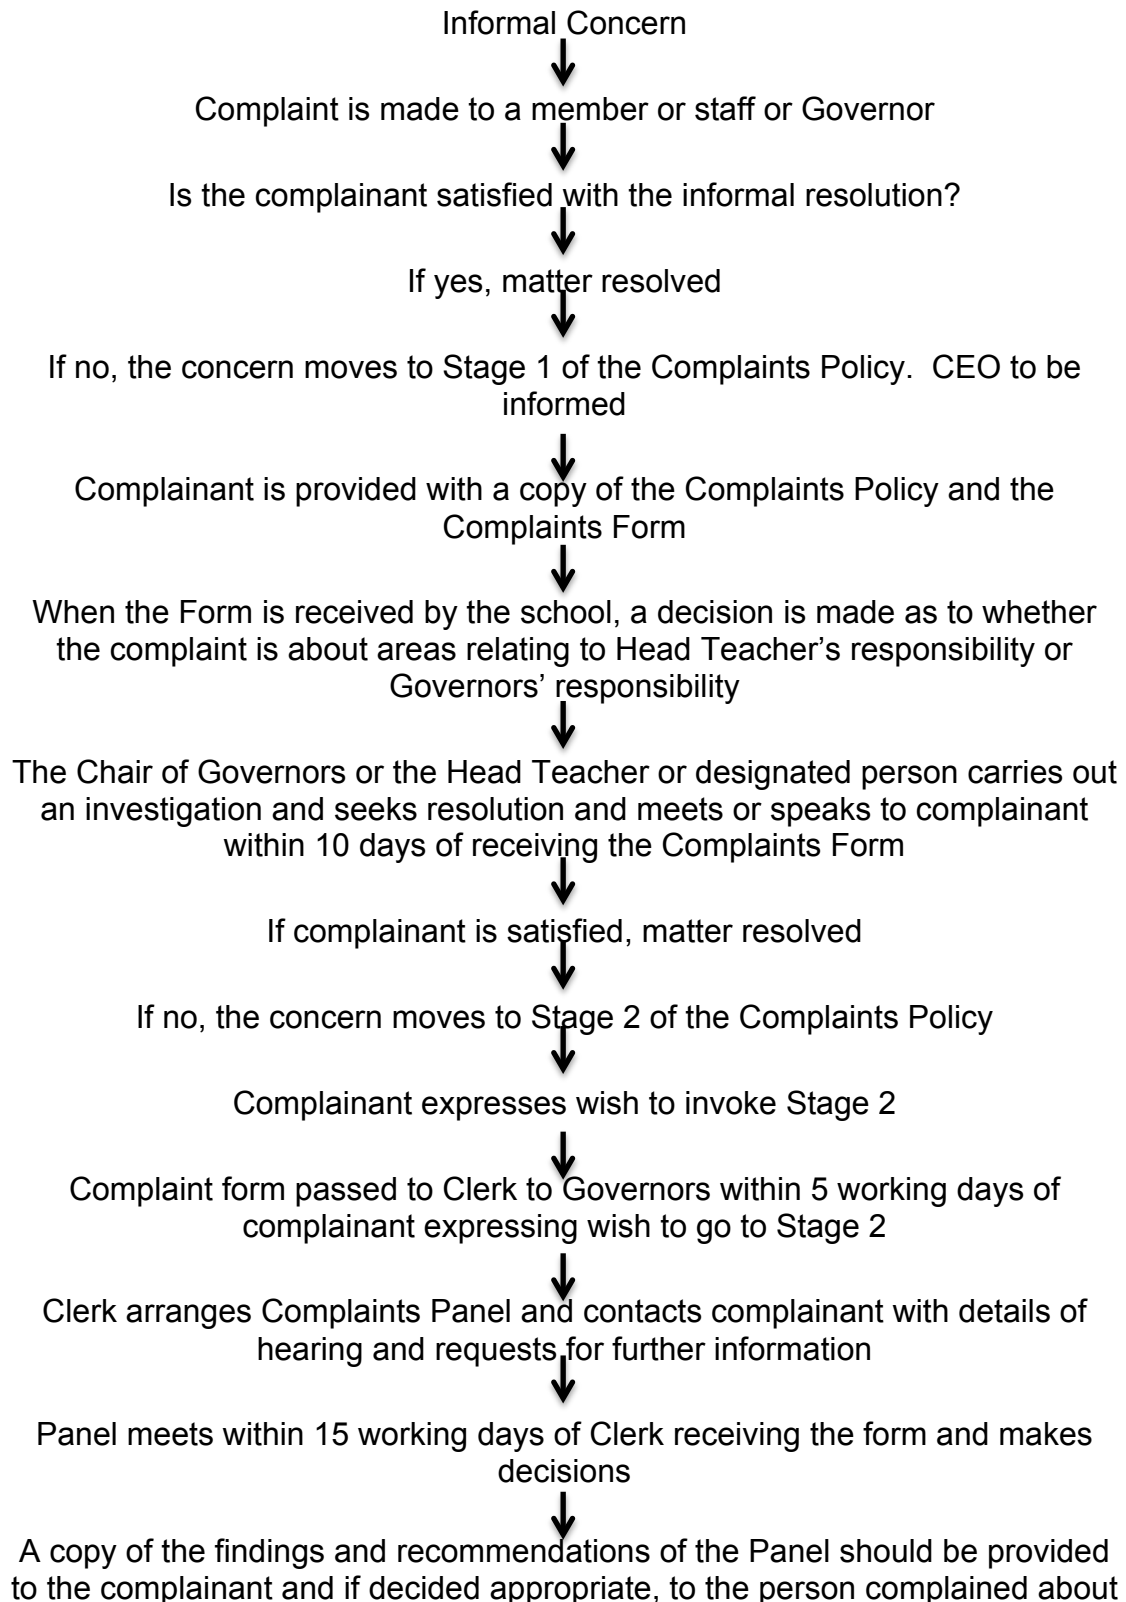 Informal Concern
Complaint is made to a member or staff or Governor
Is the complainant satisfied with the informal resolution?
If yes, matter resolved
If no, the concern moves to Stage 1 of the Complaints Policy.  CEO to be
informed
Complainant is provided with a copy of the Complaints Policy and the
Complaints Form
When the Form is received by the school, a decision is made as to whether
the complaint is about areas relating to Head Teacher’s responsibility or
Governors’ responsibility
The Chair of Governors or the Head Teacher or designated person carries out
an investigation and seeks resolution and meets or speaks to complainant
within 10 days of receiving the Complaints Form
If complainant is satisfied, matter resolved
If no, the concern moves to Stage 2 of the Complaints Policy
Complainant expresses wish to invoke Stage 2
Complaint form passed to Clerk to Governors within 5 working days of
complainant expressing wish to go to Stage 2
Clerk arranges Complaints Panel and contacts complainant with details of
hearing and requests for further information
Panel meets within 15 working days of Clerk receiving the form and makes
decisions
A copy of the findings and recommendations of the Panel should be provided
to the complainant and if decided appropriate, to the person complained about